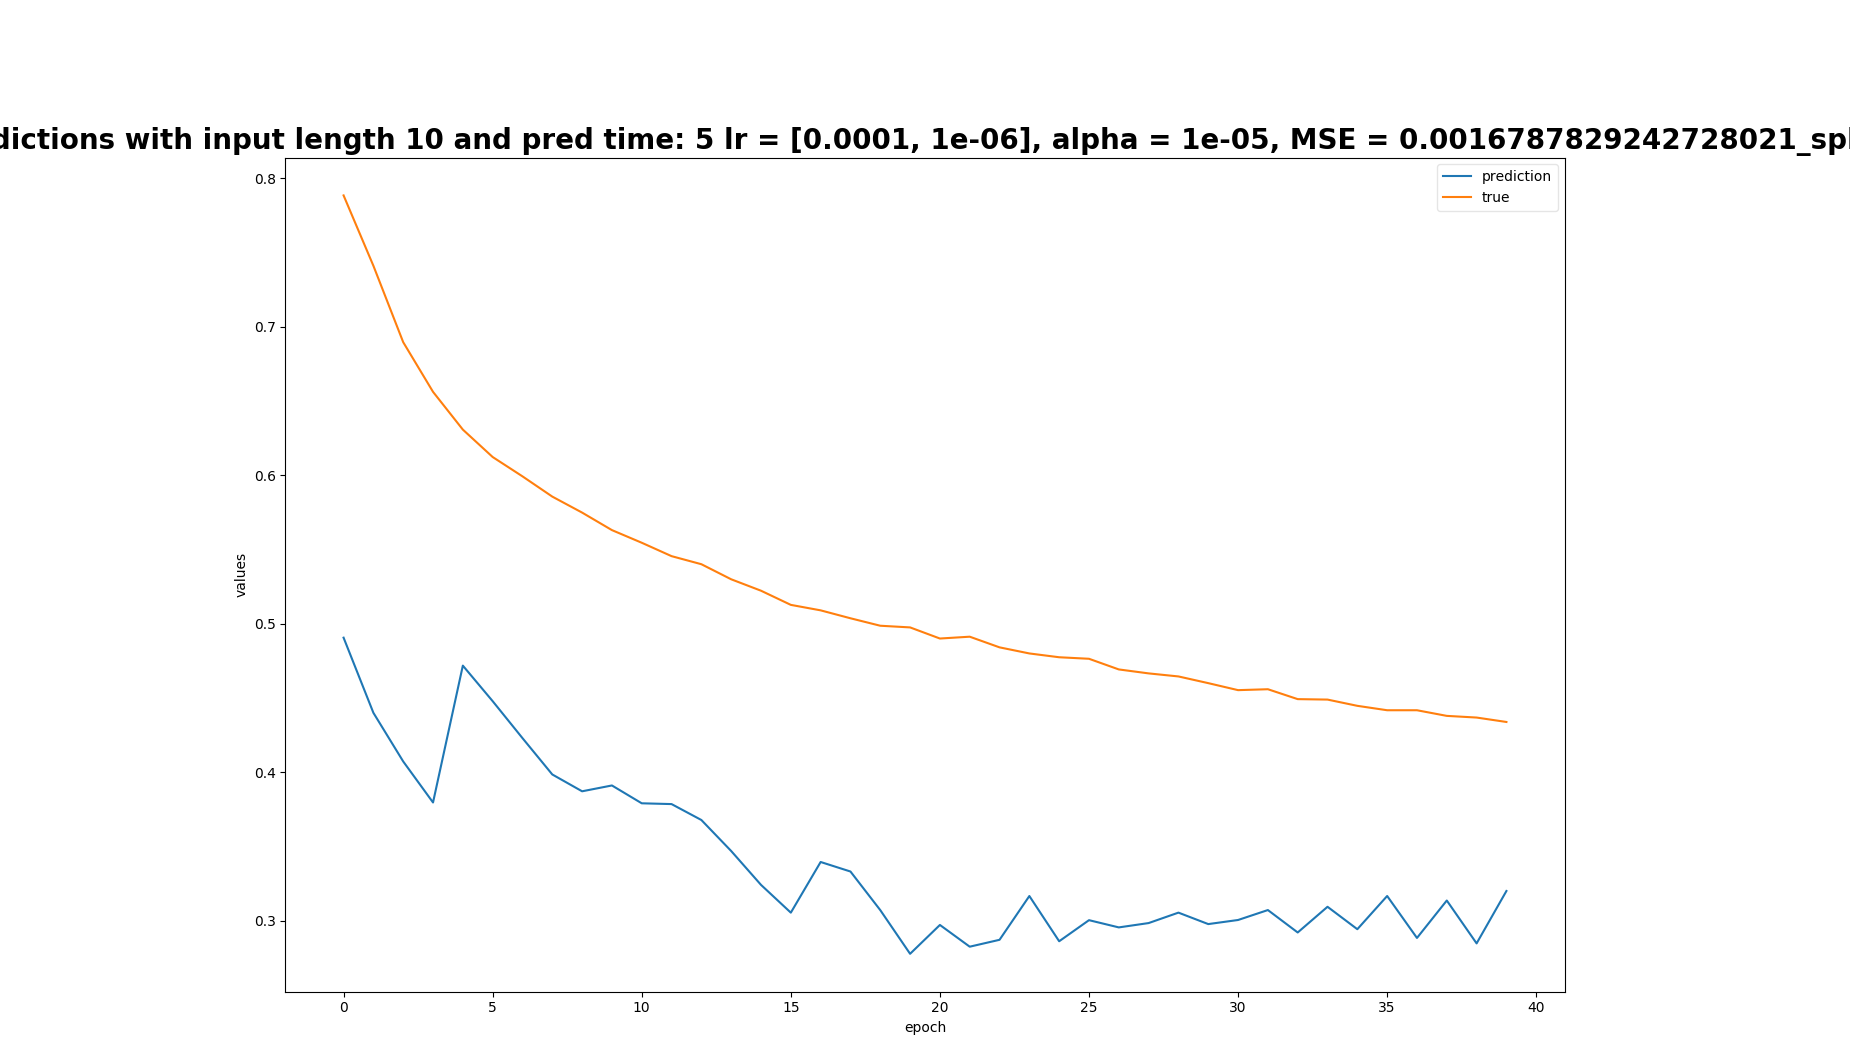 dictions with input length 10 and pred time: 5 lr = [0.0001, 1e-06], alpha = 1e-05, MSE = 0.0016787829242728021_spl
prediction
true
0.8
0.7
0.6
0.5
0.4
0.3
values
0 5 10 15 20 25 30 35 40
epoch